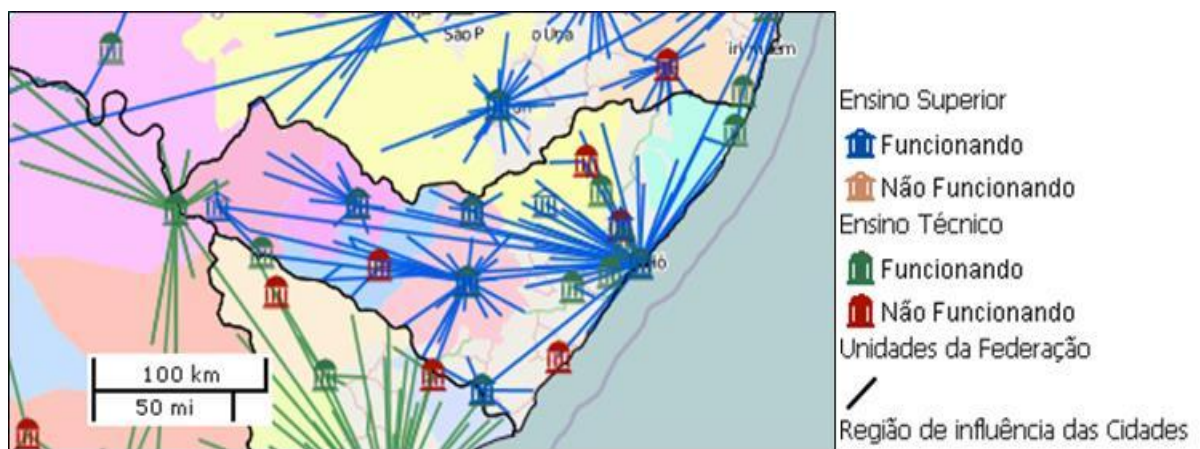 São P
o Una
100 km
50 mi
Ensino Superior
Funcionando
Não Funcionando
Ensino Técnico
Funcionando
Não Funcionando
Unidades da Federação
Região de influência das Cidades